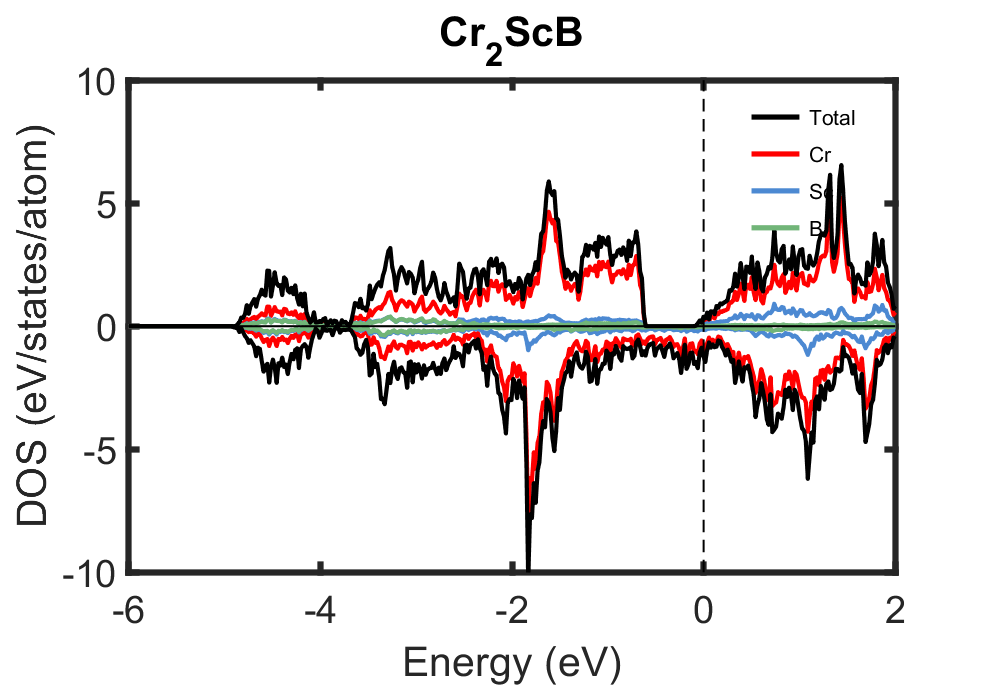 Cr2ScB
10
5
0
-5
-10
-6
-4
-2
0
2
DOS (eV/states/atom)
Energy (eV)
Total
Cr
Sc
B